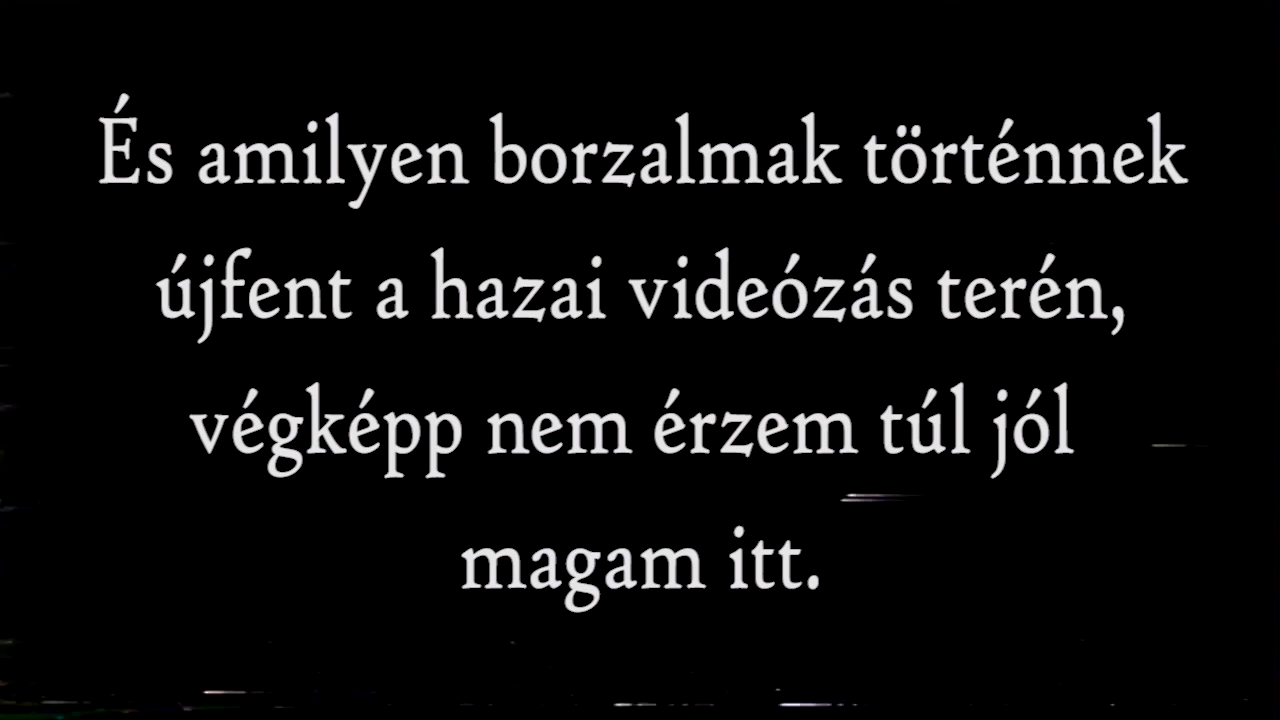 És amilyen borzalmak történnek
újfent a hazai videózás terén,
végképp nem érzem túl jól
magam itt.